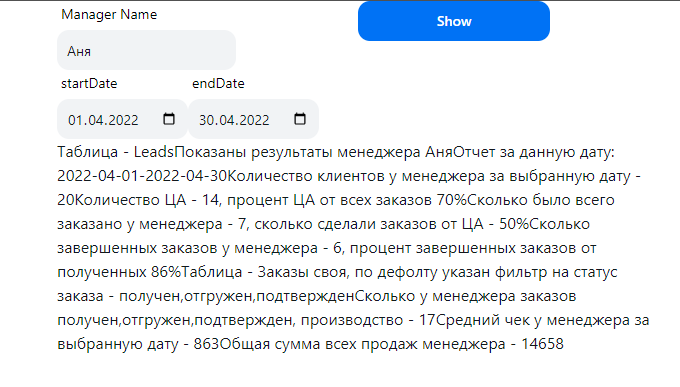 Manager Name
Show
Аня
startDate endDate
01.04.2022 30.04.2022
Таблица - LeadsПоказаны результаты менеджера АняОтчет за данную дату:
2022-04-01-2022-04-30Количество клиентов у менеджера за выбранную дату -
20Количество ЦА - 14, процент ЦА от всех заказов 70%Сколько было всего
заказано у менеджера - 7, сколько сделали заказов от ЦА - 50%Сколько
завершенных заказов у менеджера - 6, процент завершенных заказов от
полученных 86%Таблица - Заказы своя, по дефолту указан фильтр на статус
заказа - получен,отгружен,подтвержденСколько у менеджера заказов
получен,отгружен,подтвержден, производство - 17Средний чек у менеджера за
выбранную дату - 863Общая сумма всех продаж менеджера - 14658